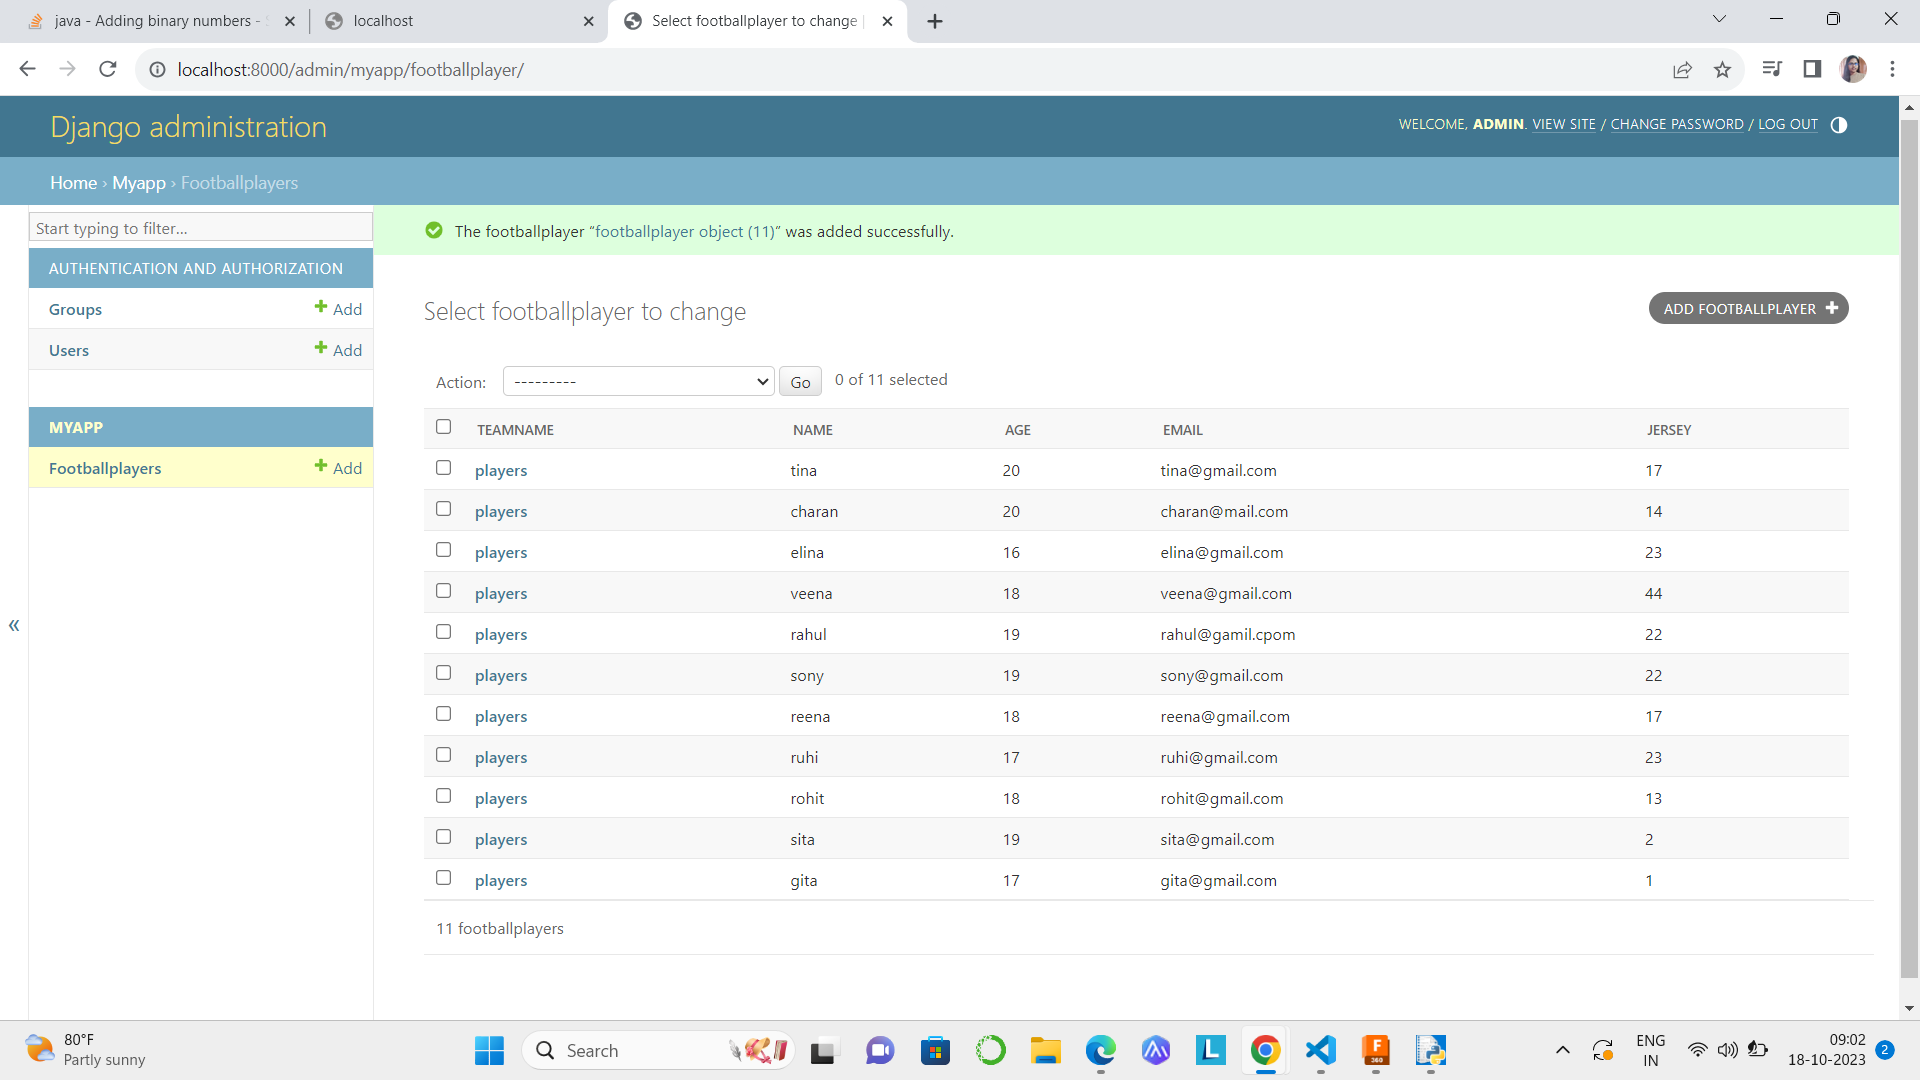 java - Adding binary numbers -
localhost
Select footballplayer to change
localhost:8000/admin/myapp/footballplayer/
Django administration
WELCOME, ADMIN. VIEW SITE / CHANGE PASSWORD / LOG OUT
Home › Myapp › Footballplayers
Start typing to filter...
The footballplayer “footballplayer object (11)” was added successfully.
AUTHENTICATION AND AUTHORIZATION
Groups + Add
Users + Add
MYAPP
Footballplayers + Add
«
Select footballplayer to change
ADD FOOTBALLPLAYER +
Action: --------- Go 0 of 11 selected
TEAMNAME NAME AGE EMAIL JERSEY
players tina 20 tina@gmail.com 17
players charan 20 charan@mail.com 14
players elina 16 elina@gmail.com 23
players veena 18 veena@gmail.com 44
players rahul 19 rahul@gamil.cpom 22
players sony 19 sony@gmail.com 22
players reena 18 reena@gmail.com 17
players ruhi 17 ruhi@gmail.com 23
players rohit 18 rohit@gmail.com 13
players sita 19 sita@gmail.com 2
players gita 17 gita@gmail.com 1
11 footballplayers
80°F
Partly sunny
Search
L
F
360
ENG
IN
09:02
18-10-2023
2